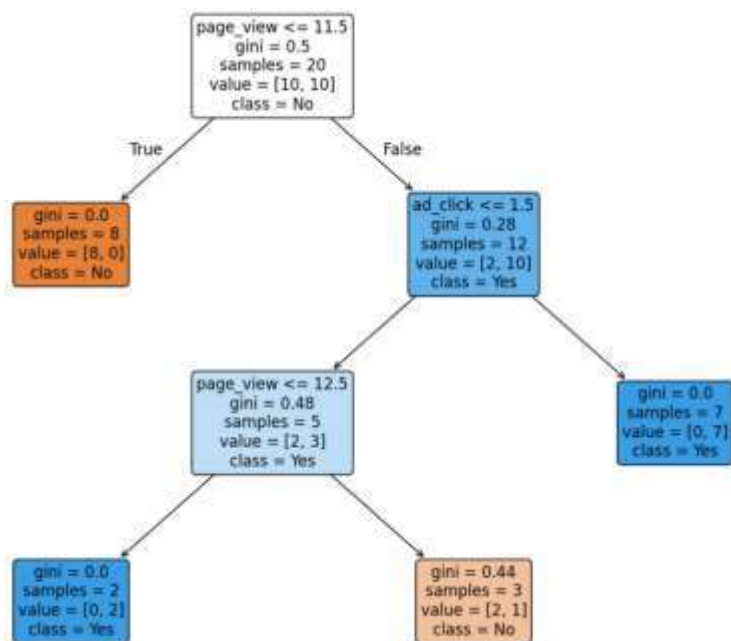 page_view <= 11.5
gini = 0.5
samples = 20
value = [10, 10]
class = No
True
False
gini = 0.0
samples = 8
value = [8, 0]
class = No
ad_click <= 1.5
gini = 0.28
samples = 12
value = [2, 10]
class = Yes
page_view <= 12.5
gini = 0.48
samples = 5
value = [2, 3]
class = Yes
gini = 0.0
samples = 7
value = [0, 7]
class = Yes
gini = 0.0
samples = 2
value = [0, 2]
class = Yes
gini = 0.44
samples = 3
value = [2, 1]
class = No